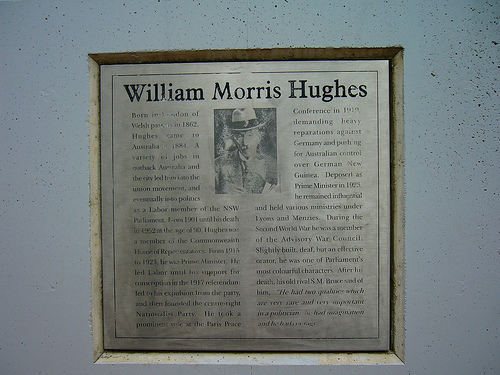 William Morris Hughes
Born in London of
Welsh parents in 1862,
Hughes came to
Australia in 1884. A
variety of jobs in
outback Australia and
the city led him into the
union movement, and
eventually into politics
as a Labor member of the NSW
Parliament. From 1901 until his death
in 1952 at the age of 90, Hughes was
a member of the Commonwealth
House of Representatives. From 1915
to 1923, he was Prime Minister. He
led Labor until his support for
conscription in the 1917 referendum
led to his expulsion from the party,
and then founded the centre-right
Nationalist Party. He took a
prominent role at the Paris Peace
Conference in 1919,
demanding heavy
reparations against
Germany and pushing
for Australian control
over German New
Guinea. Deposed as
Prime Minister in 1923,
he remained influential
and held various ministries under
Lyons and Menzies. During the
Second World War he was a member
of the Advisory War Council.
Slightly built, deaf, but an effective
orator, he was one of Parliament's
most colourful characters. After his
death, his old rival S.M. Bruce said of
him, "He had two qualities which
are very rare and very important
in a politician - he had imagination
and he had courage